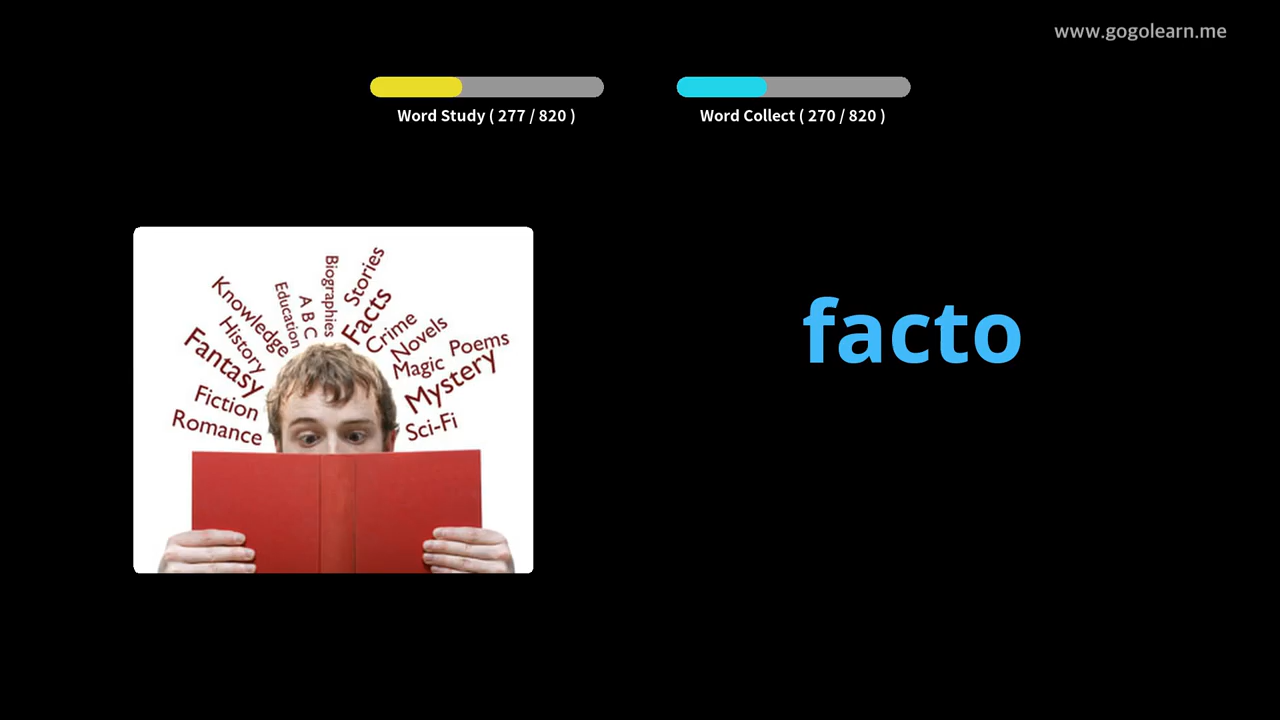 www.gogolearn.me
Word Study ( 277 / 820 )
Word Collect ( 270 / 820 )
facto
Romance
Fiction
Fantasy
History
Knowledge
Education
A B C
Biographies
Stories
Facts
Crime
Novels
Magic
Poems
Mystery
Sci-Fi